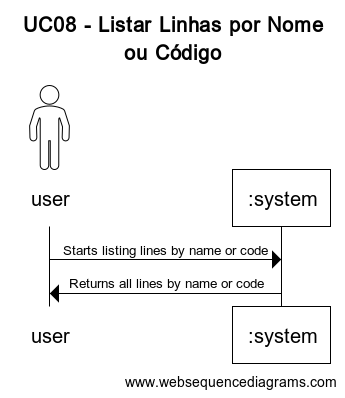 UC08 - Listar Linhas por Nome
ou Código
user
:system
Starts listing lines by name or code
Returns all lines by name or code
user
:system
www.websequencediagrams.com